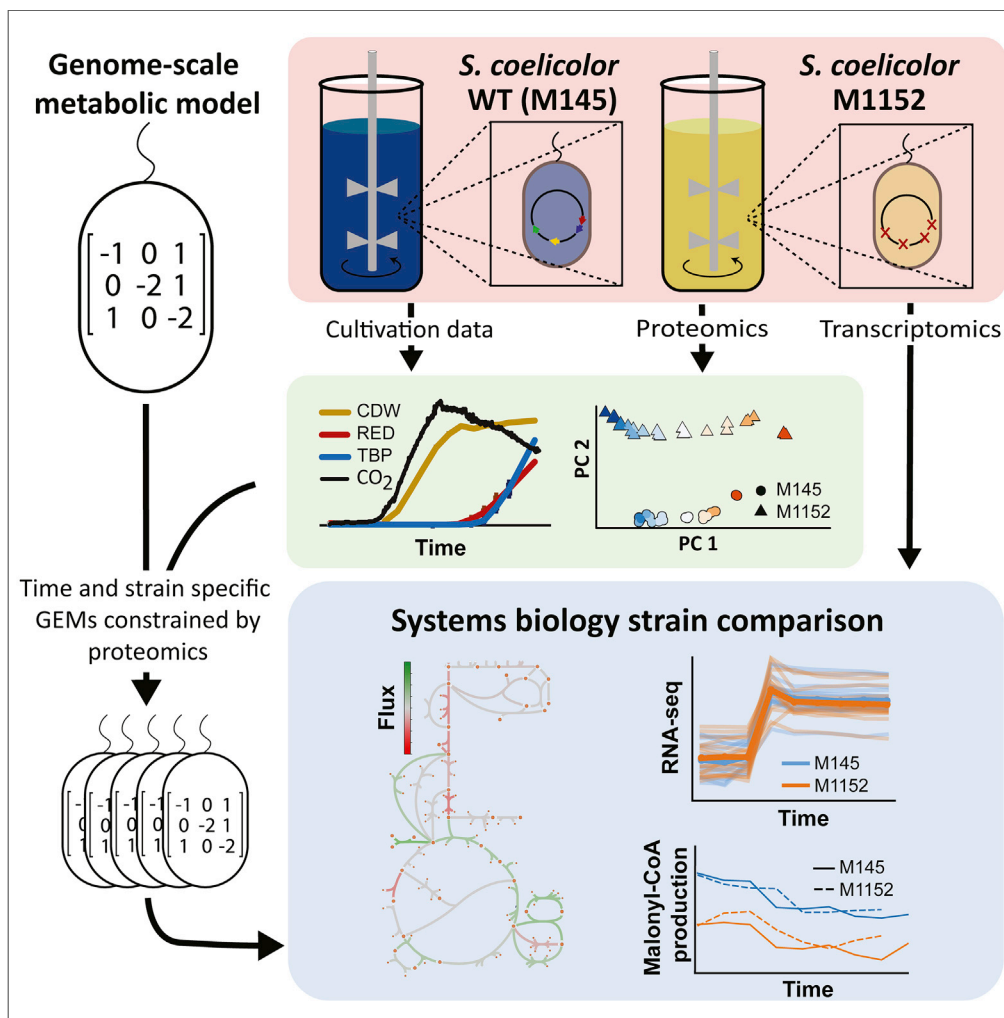 Genome-scale
metabolic model
-1 0 1
0 -2 1
1 0 -2
S. coelicolor
WT (M145)
S. coelicolor
M1152
Cultivation data
Proteomics
Transcriptomics
CDW
RED
TBP
CO2
Time
PC 2
M145
M1152
PC 1
Time and strain specific
GEMs constrained by
proteomics
-1 0 1
0 -2 1
1 0 -2
Systems biology strain comparison
Flux
RNA-seq
M145
M1152
Time
Malonyl-CoA
production
M145
M1152
Time